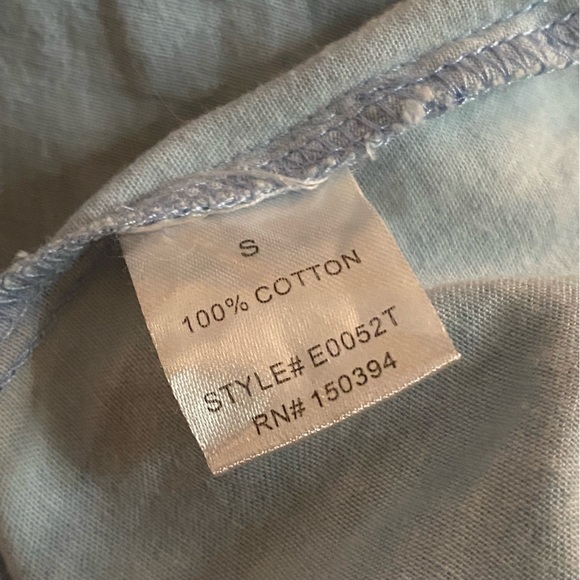 S
100% COTTON
STYLE# E0052T
RN# 150394